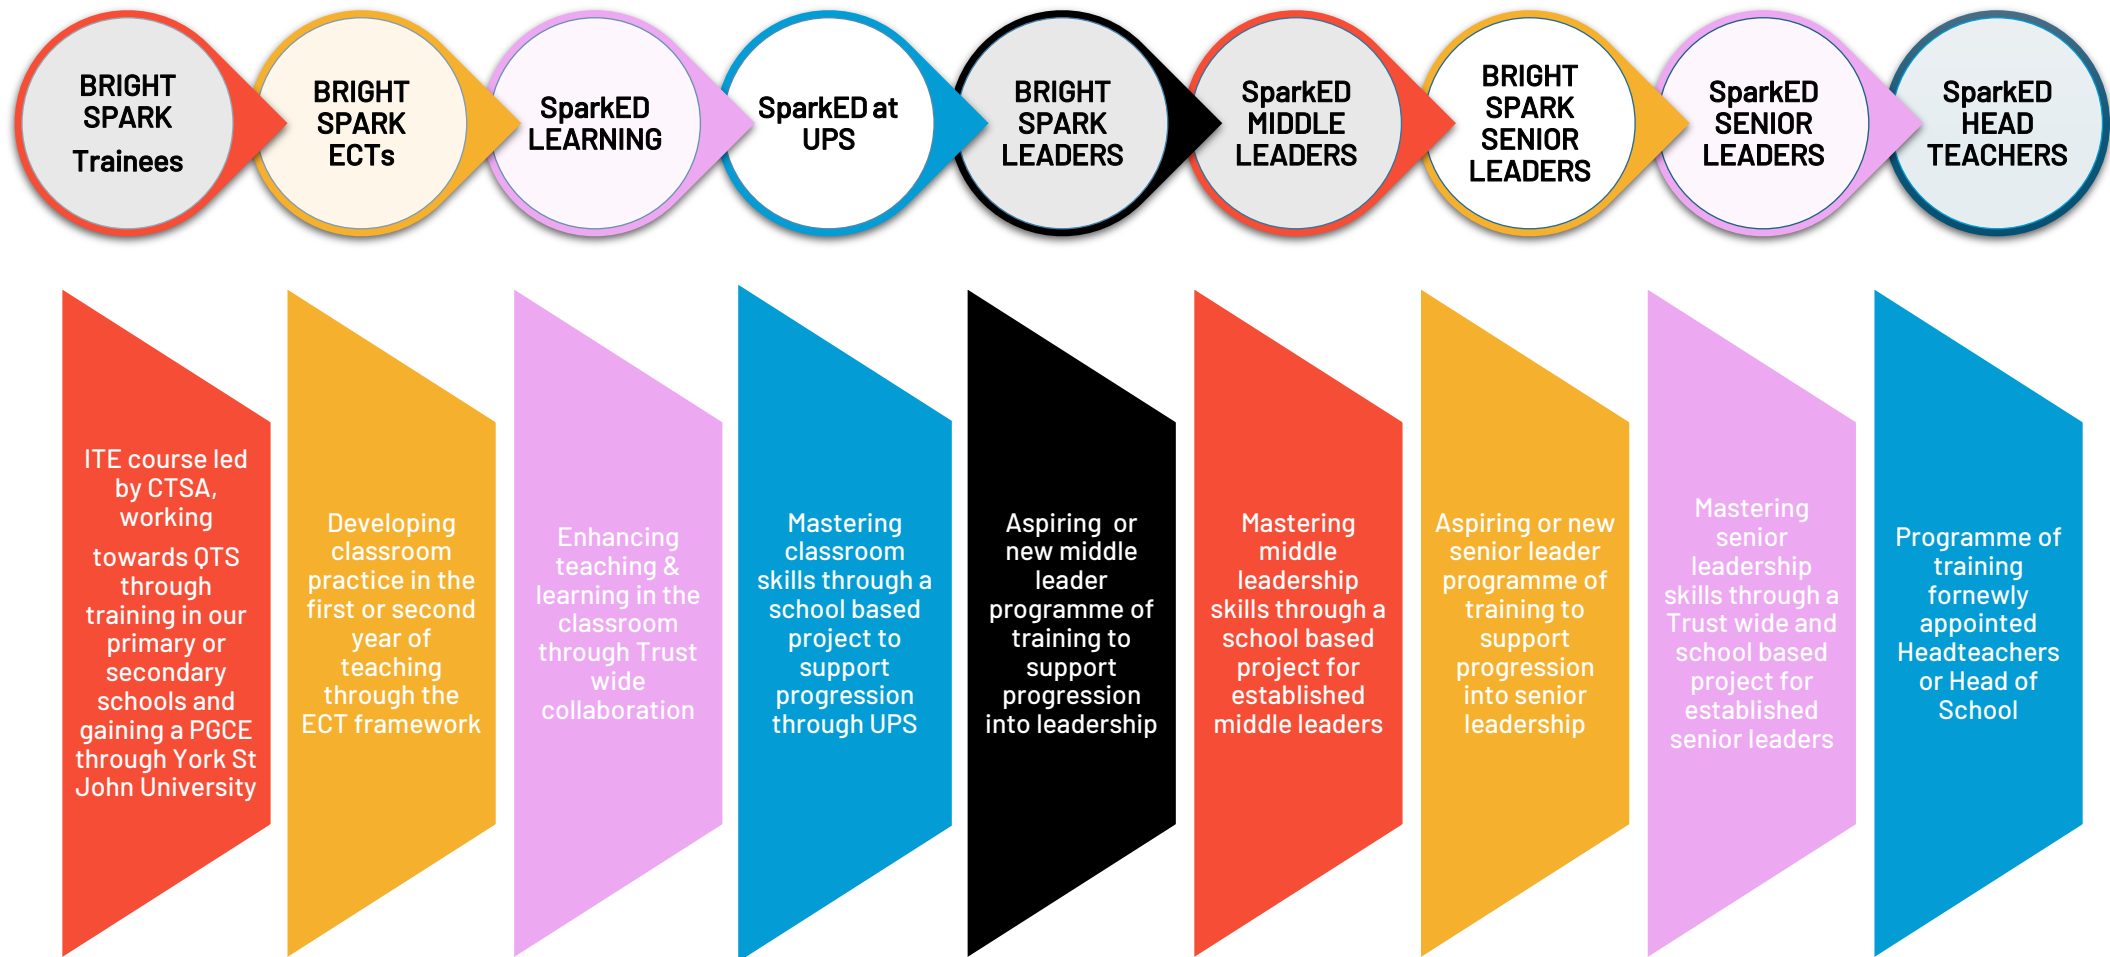 BRIGHT
SPARK
Trainees
BRIGHT
SPARK
ECTs
SparkED
LEARNING
SparkED at
UPS
BRIGHT
SPARK
LEADERS
SparkED
MIDDLE
LEADERS
BRIGHT
SPARK
SENIOR
LEADERS
SparkED
SENIOR
LEADERS
SparkED
HEAD
TEACHERS
ITE course led
by CTSA,
working
towards QTS
through
training in our
primary or
secondary
schools and
gaining a PGCE
through York St
John University
Developing
classroom
practice in the
first or second
year of
teaching
through the
ECT framework
Enhancing
teaching &
learning in the
classroom
through Trust
wide
collaboration
Mastering
classroom
skills through a
school based
project to
support
progression
through UPS
Aspiring  or
new middle
leader
programme of
training to
support
progression
into leadership
Mastering
middle
leadership
skills through a
school based
project for
established
middle leaders
Aspiring or new
senior leader
programme of
training to
support
progression
into senior
leadership
Mastering
senior
leadership
skills through a
Trust wide and
school based
project for
established
senior leaders
Programme of
training
fornewly
appointed
Headteachers
or Head of
School